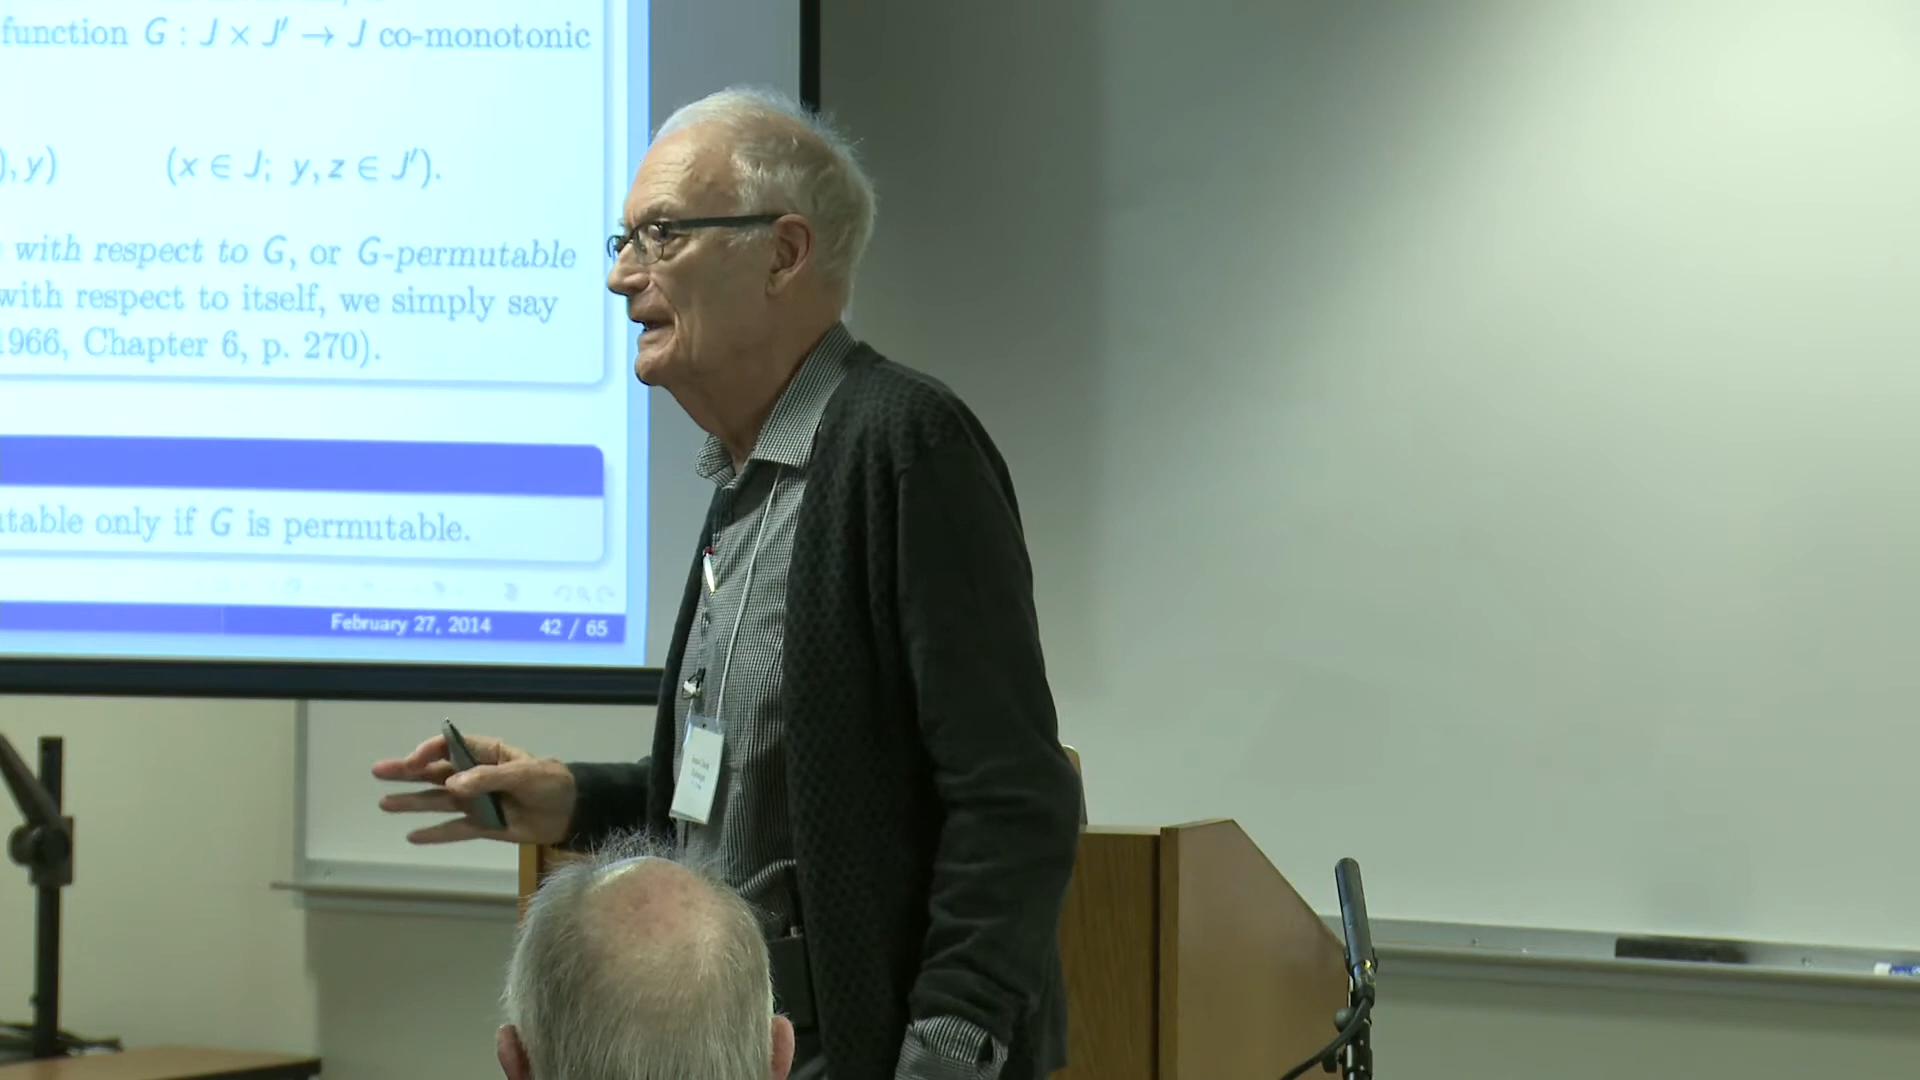 function G : J × J′ → J co-monotonic
), y) (x ∈ J; y, z ∈ J′).
with respect to G, or G-permutable
with respect to itself, we simply say
1966, Chapter 6, p. 270).
table only if G is permutable.
February 27, 2014 42 / 65